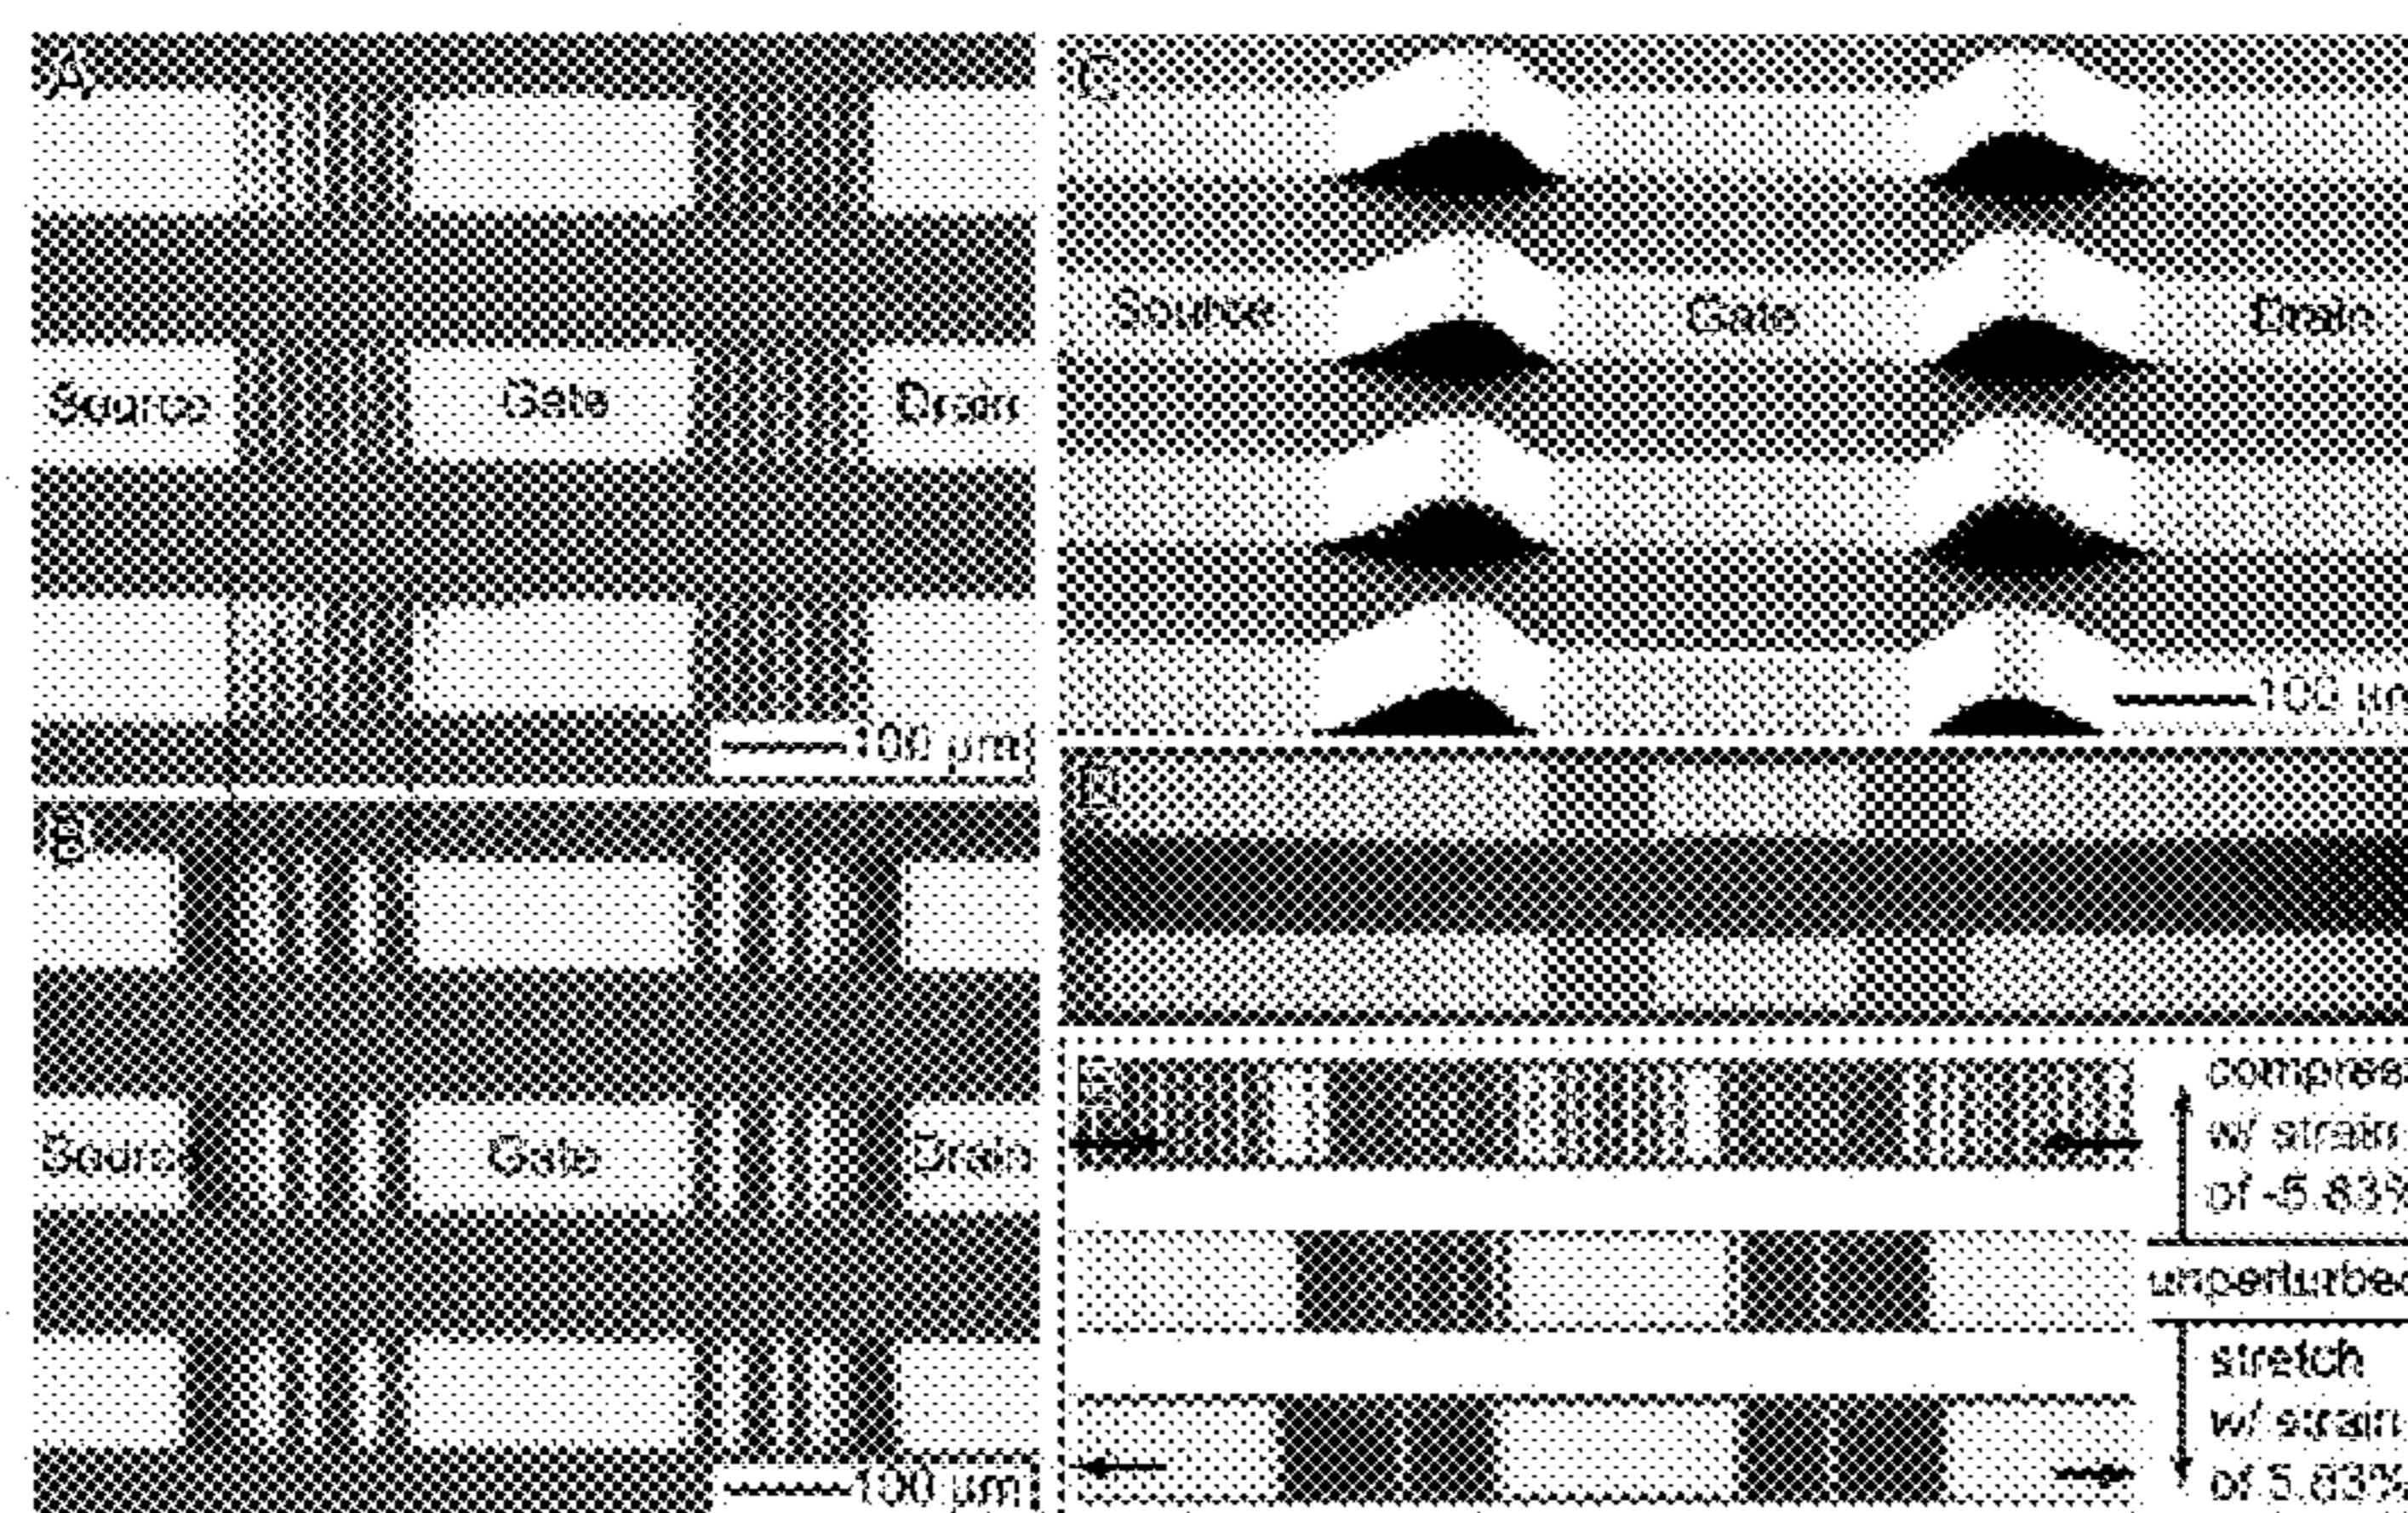 A
Source Gate Drain
100 µm
B
Source Gate Drain
100 µm
C
Source Gate Drain
100 µm
D
E
compress
w/ strain
of -5.83%
unperturbed
stretch
w/ strain
of 5.83%